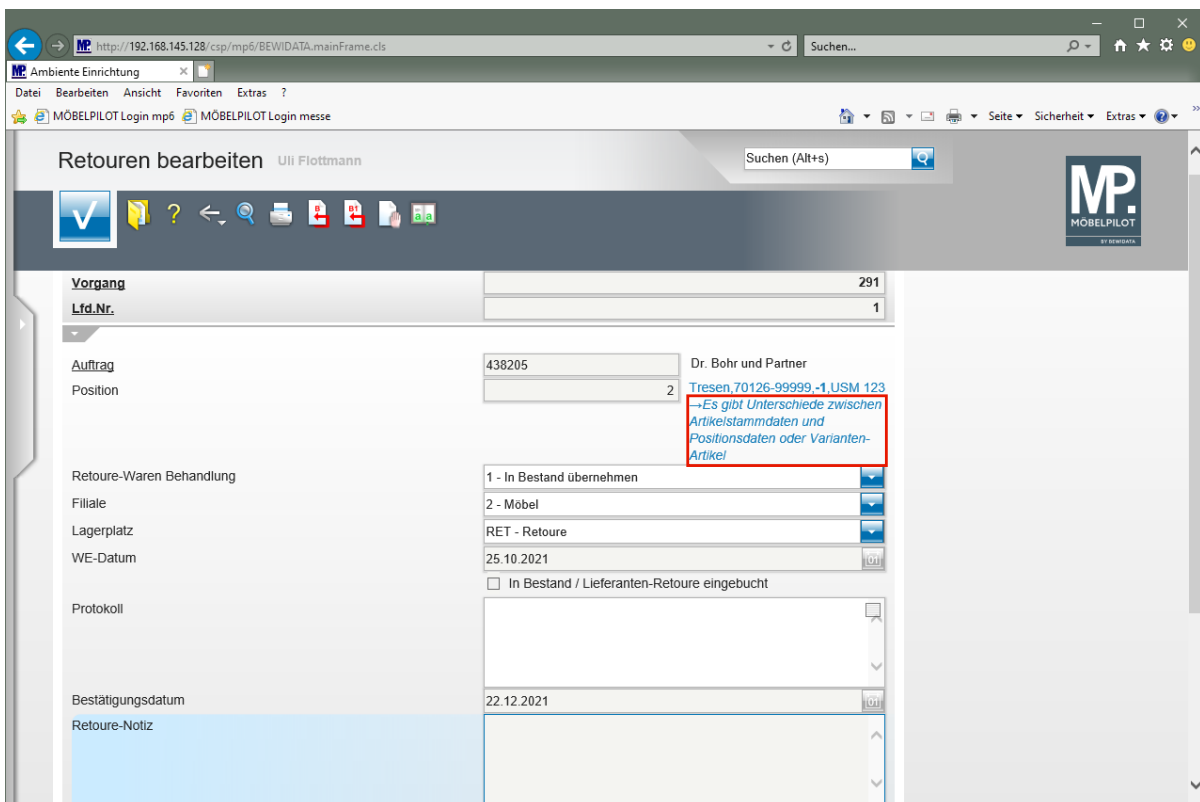 http://192.168.145.128/csp/mp6/BEWIDATA.mainFrame.cls
Suchen...
MP. Ambiente Einrichtung
Datei Bearbeiten Ansicht Favoriten Extras ?
MÖBELPILOT Login mp6 MÖBELPILOT Login messe
Seite Sicherheit Extras
Retouren bearbeiten Uli Flottmann
Suchen (Alt+s)
MP.
MÖBELPILOT
BY BEWIDATA
Vorgang 291
Lfd.Nr. 1
Auftrag 438205 Dr. Bohr und Partner
Position 2 Tresen,70126-99999,-1,USM 123
→Es gibt Unterschiede zwischen
Artikelstammdaten und
Positionsdaten oder Varianten-
Artikel
Retoure-Waren Behandlung 1 - In Bestand übernehmen
Filiale 2 - Möbel
Lagerplatz RET - Retoure
WE-Datum 25.10.2021
In Bestand / Lieferanten-Retoure eingebucht
Protokoll
Bestätigungsdatum 22.12.2021
Retoure-Notiz